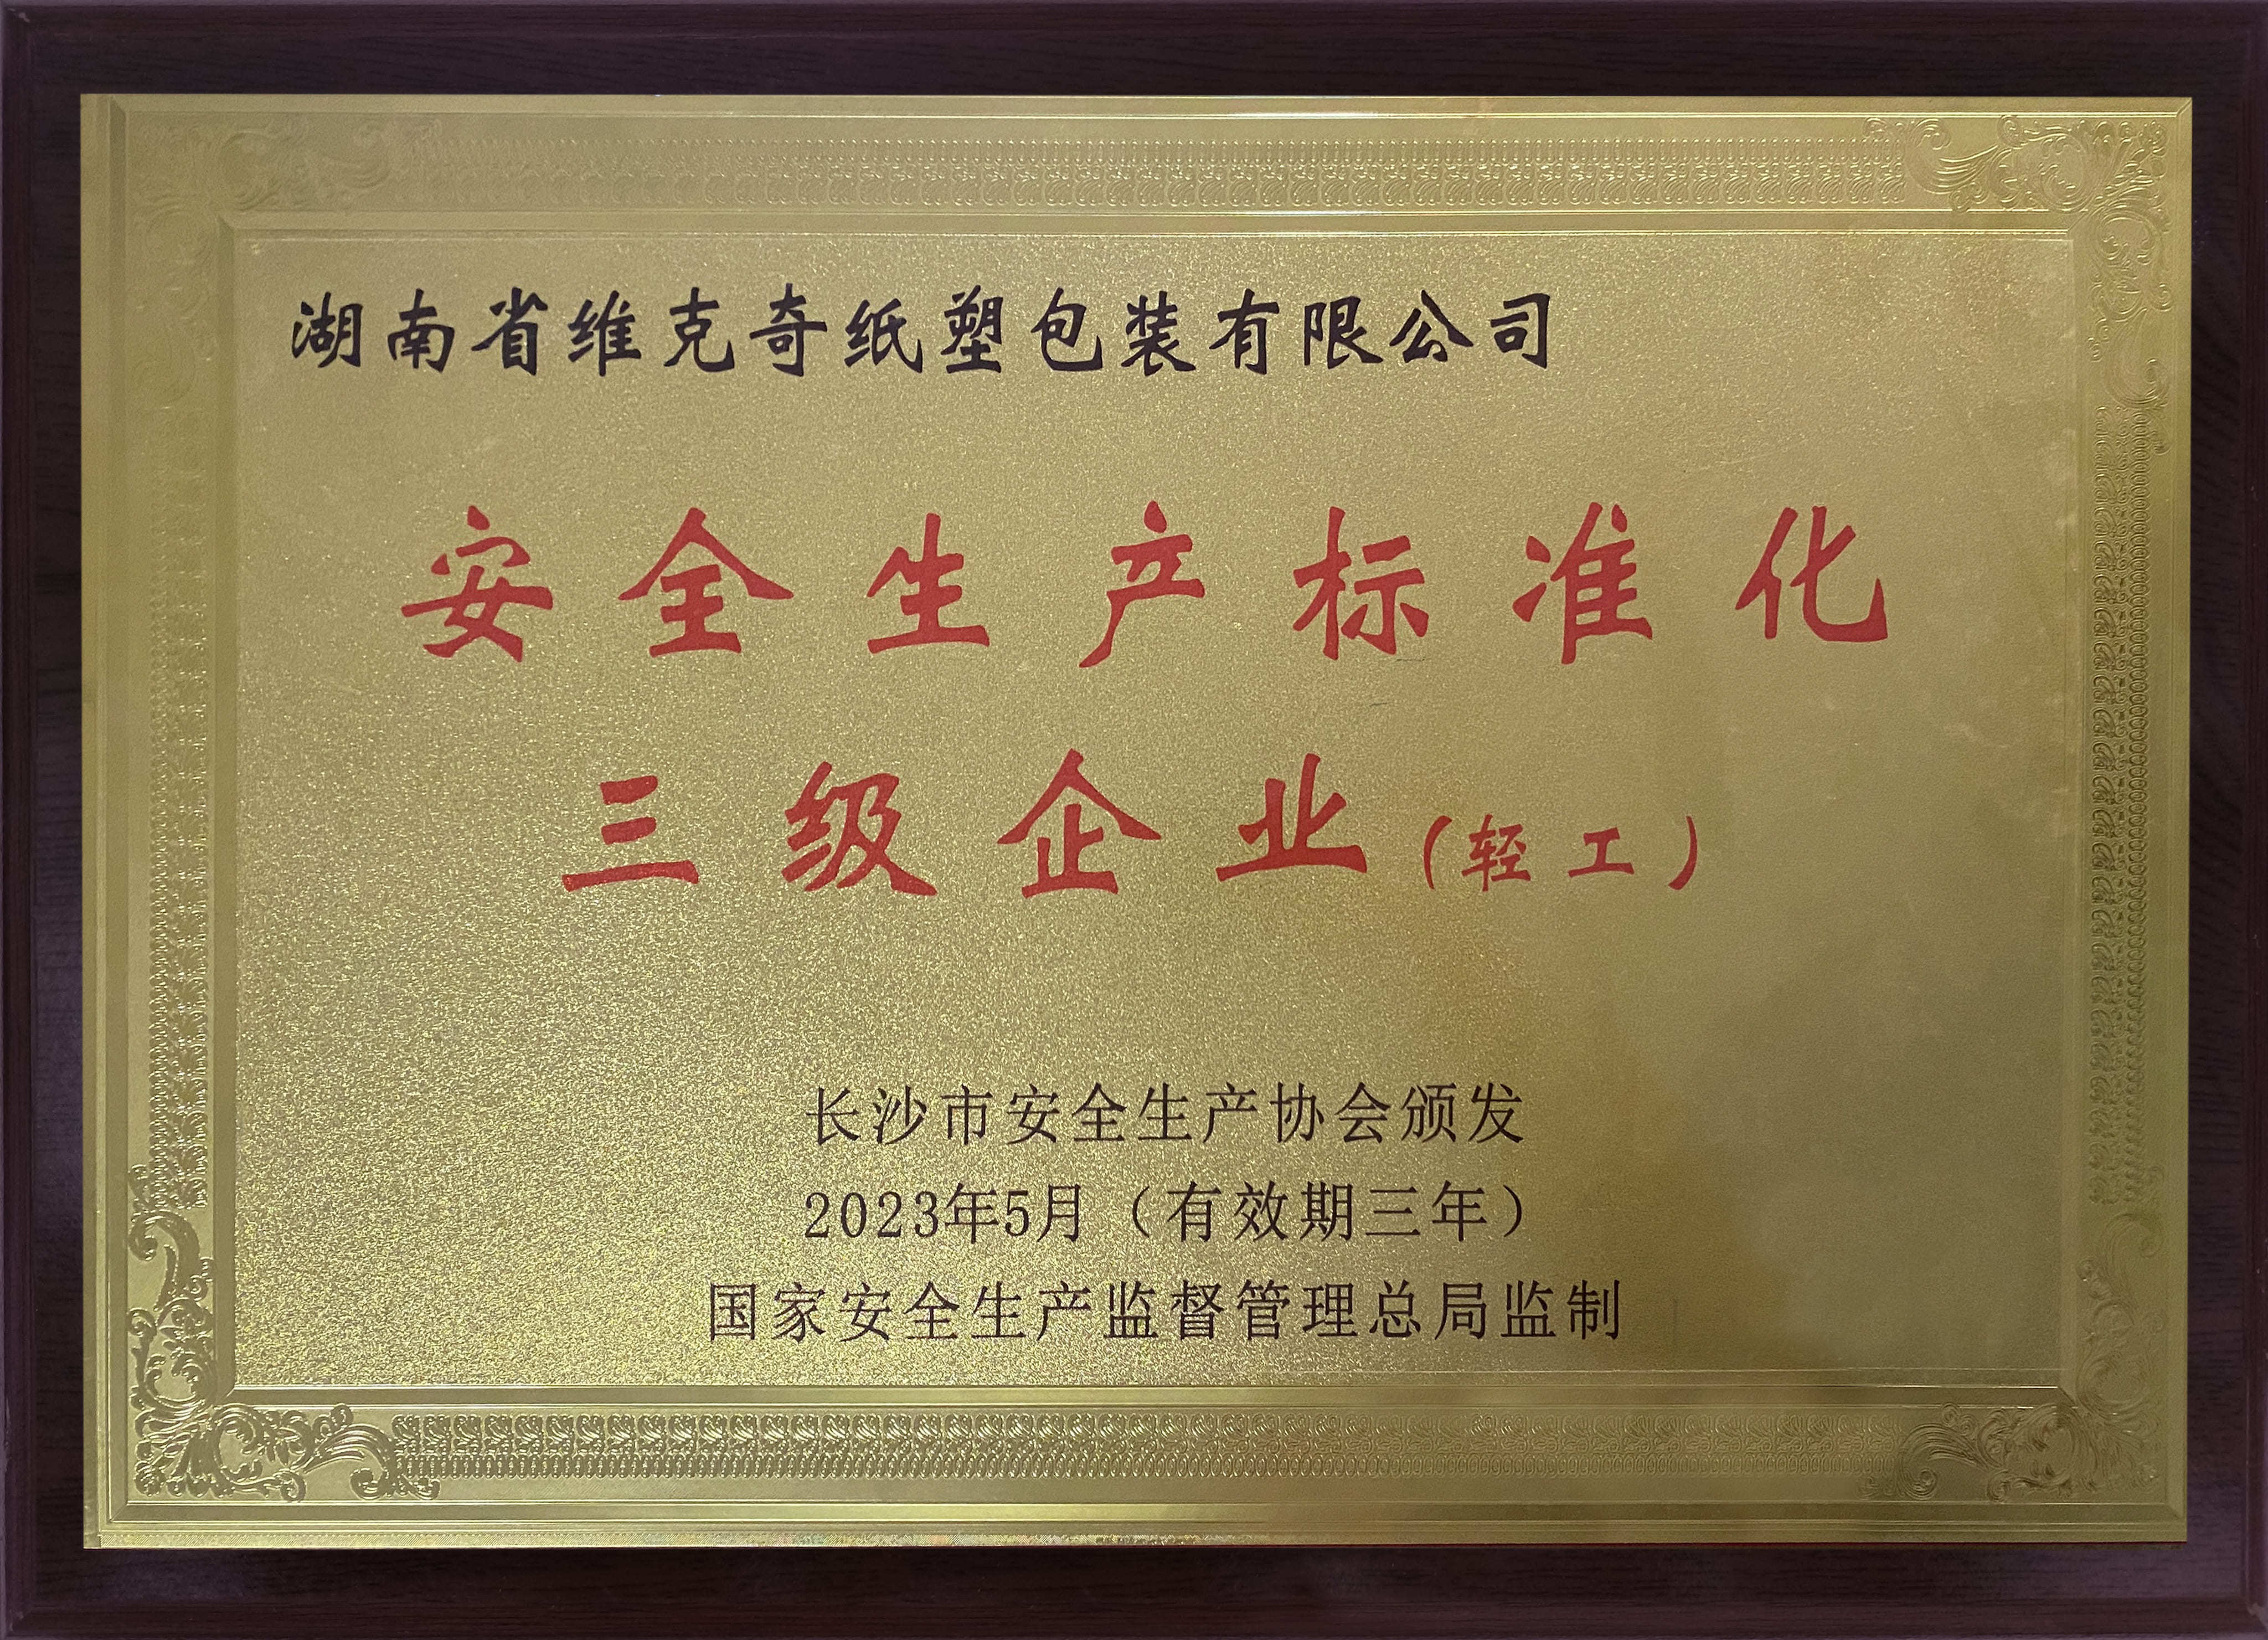 湖南省维克奇纸塑包装有限公司
安全生产标准化
三级企业（轻工）
长沙市安全生产协会颁发
2023年5月（有效期三年）
国家安全生产监督管理总局监制